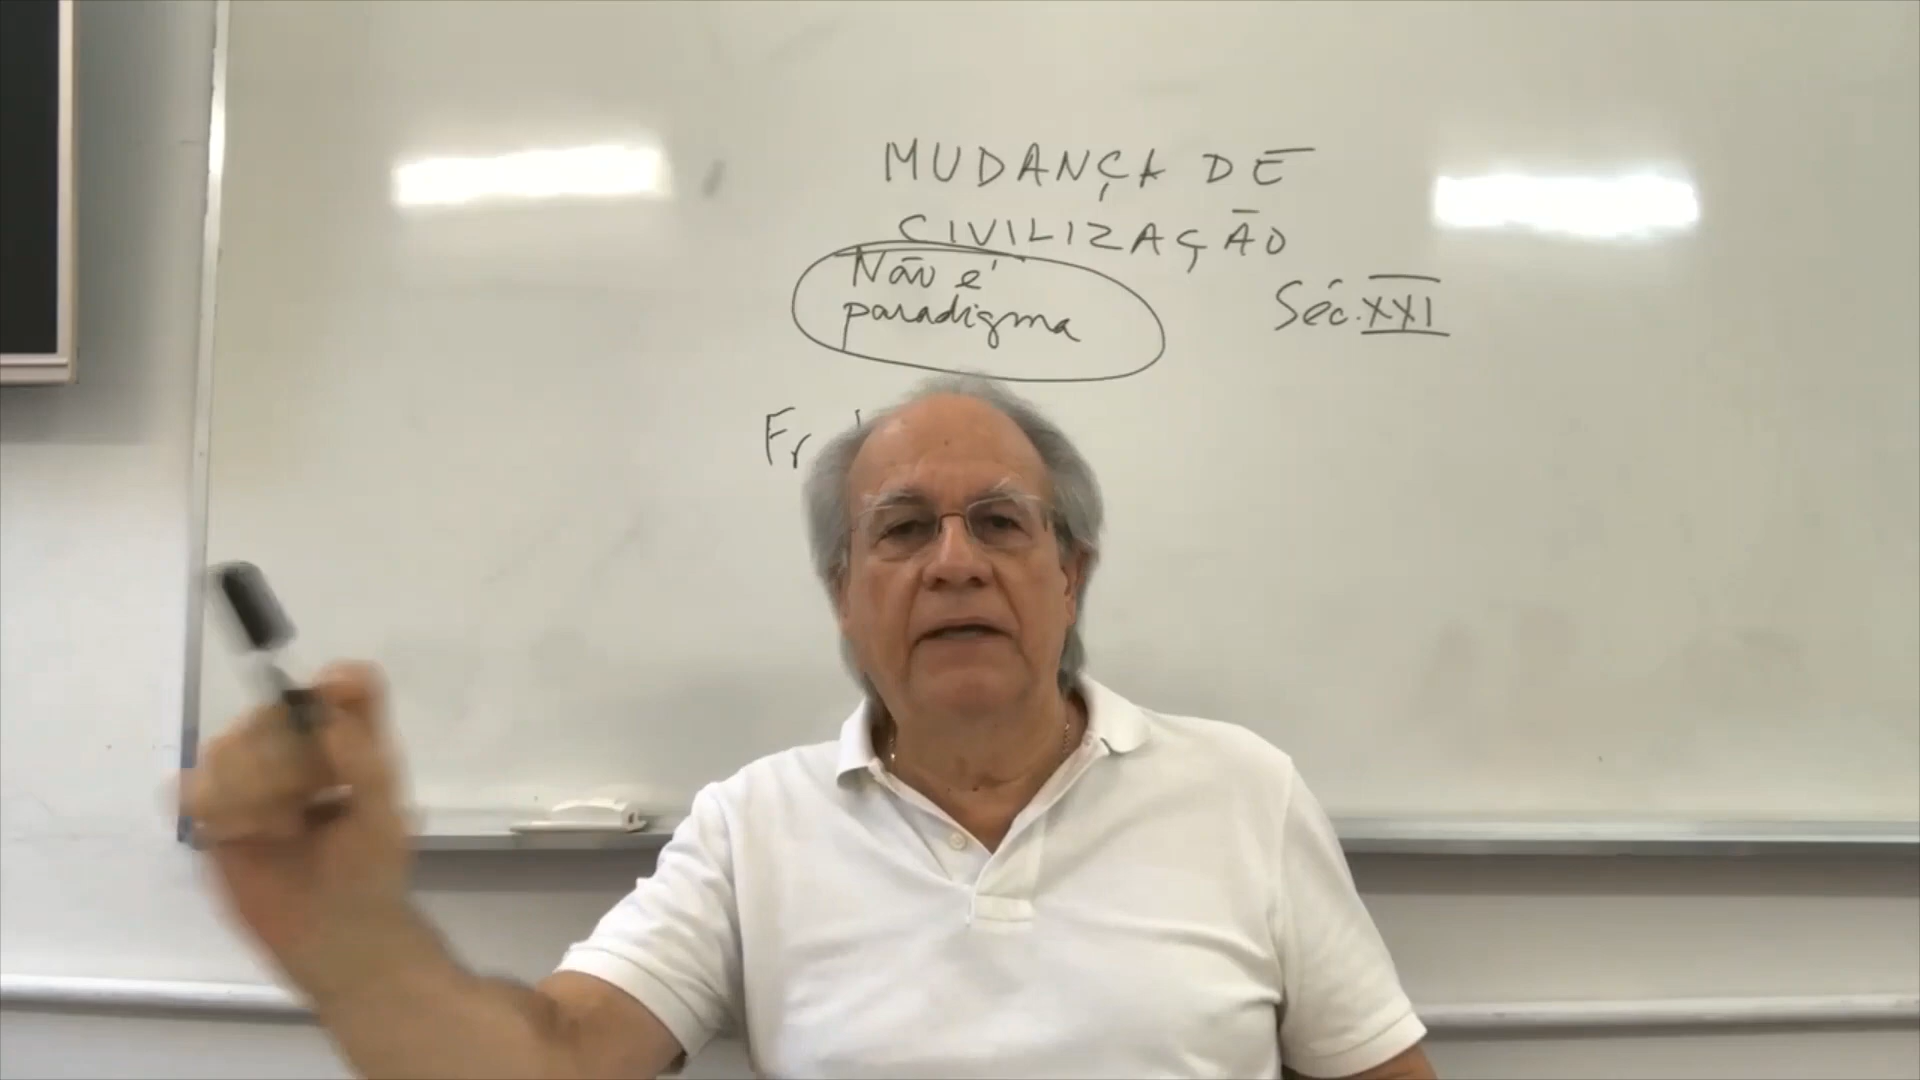 MUDANÇA DE
CIVILIZAÇÃO
Não é
paradigma
Séc. XXI